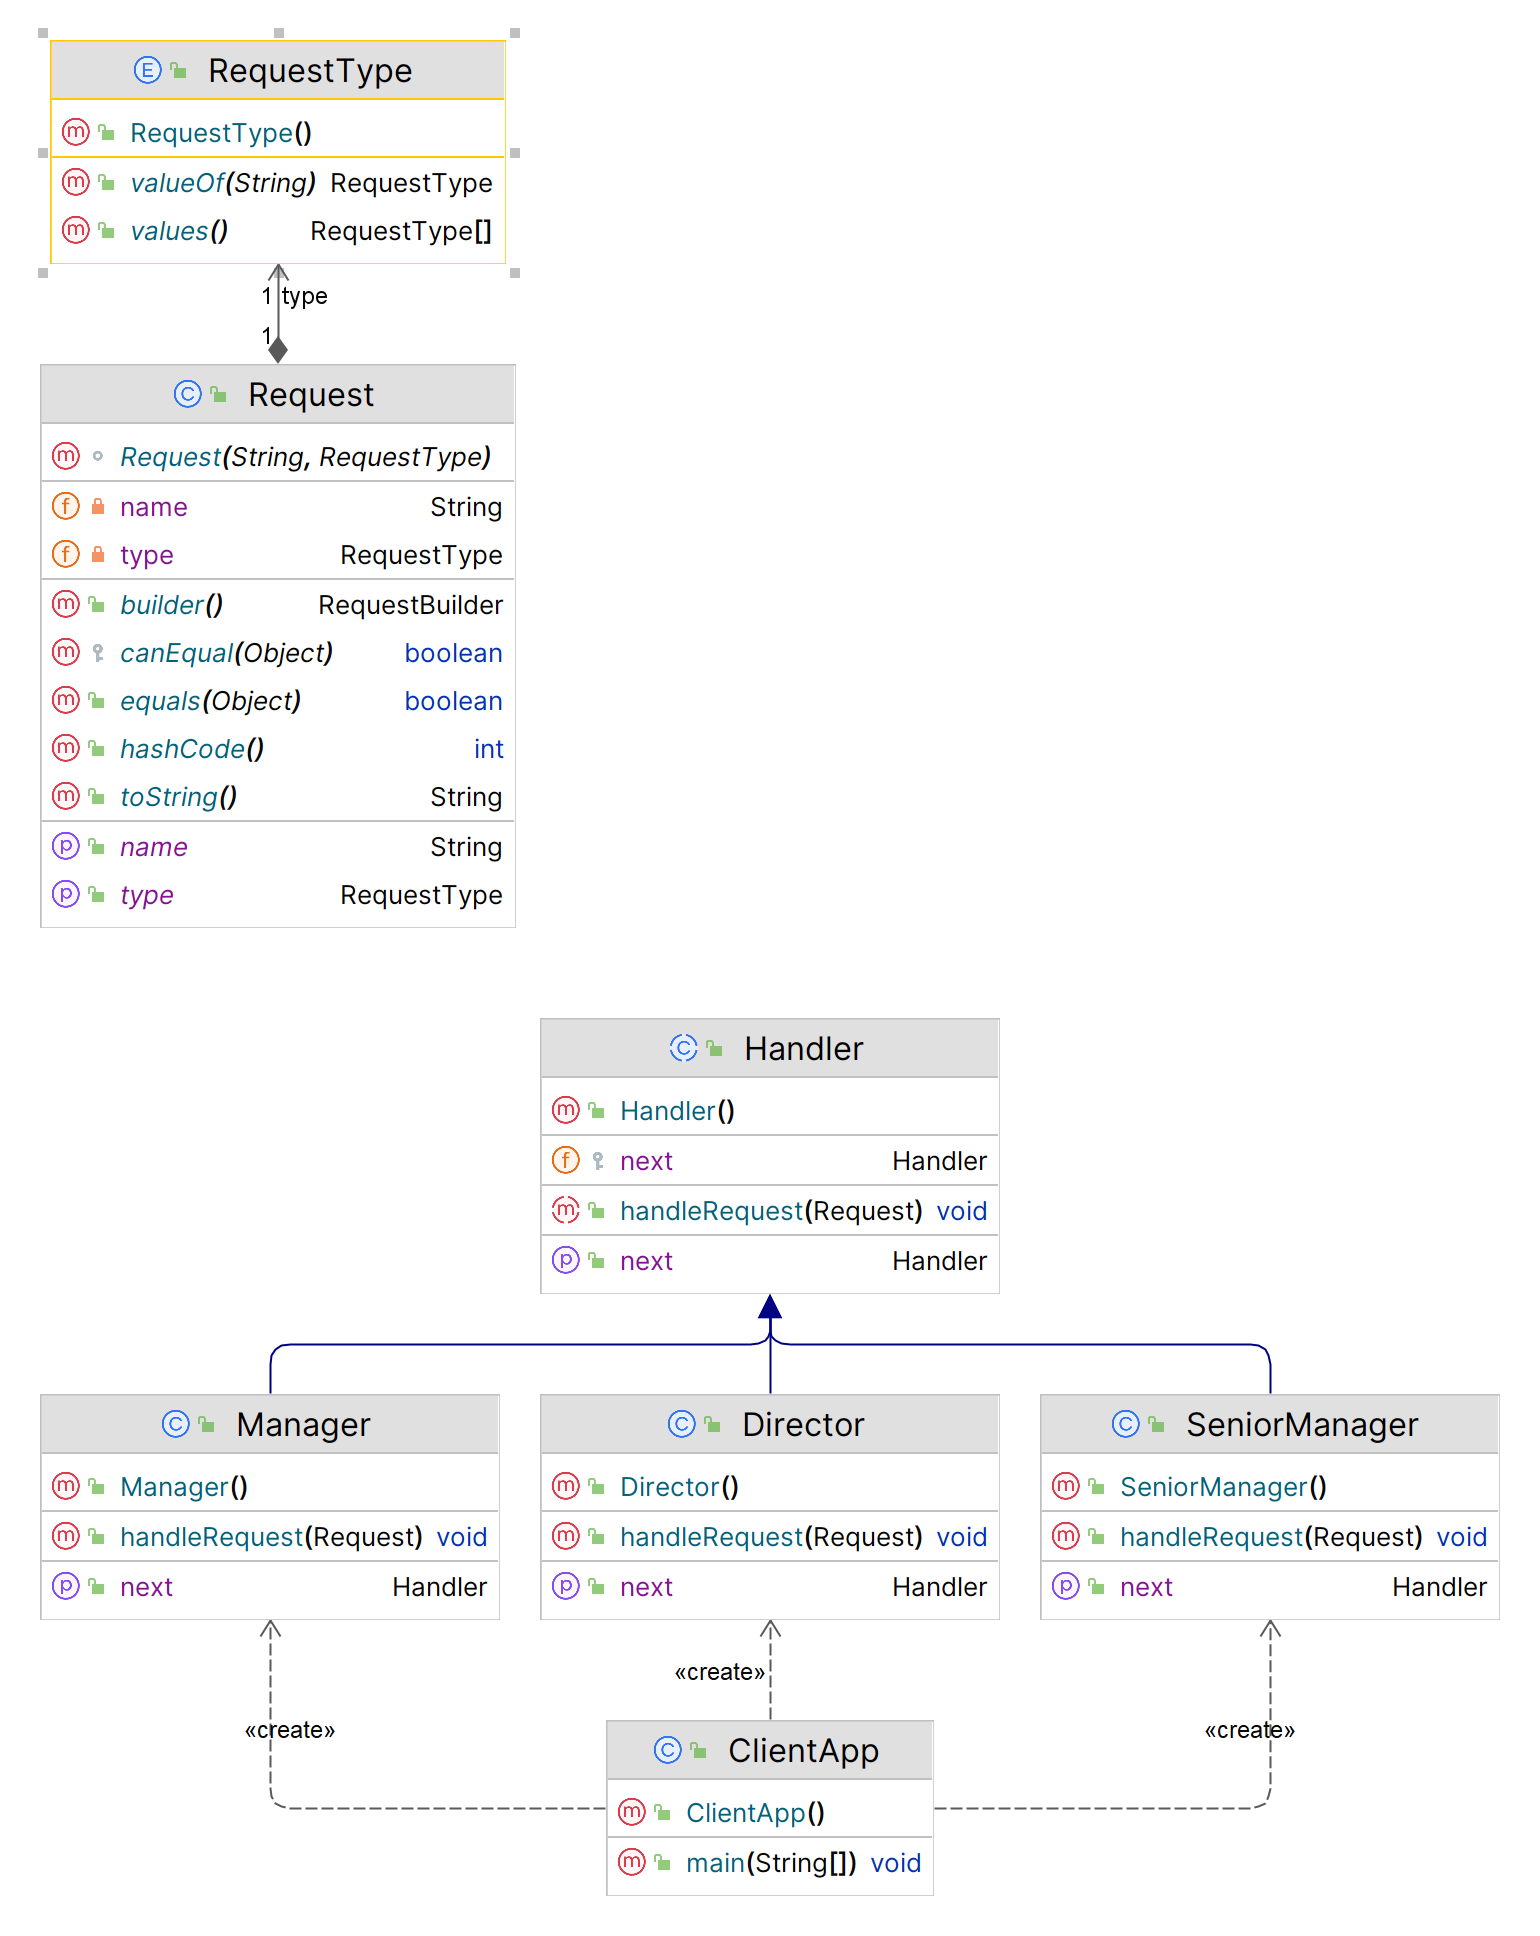 E RequestType
m RequestType()
m valueOf(String) RequestType
m values() RequestType[]
1 type
1
C Request
m Request(String, RequestType)
f name String
f type RequestType
m builder() RequestBuilder
m canEqual(Object) boolean
m equals(Object) boolean
m hashCode() int
m toString() String
p name String
p type RequestType
C Handler
m Handler()
f next Handler
m handleRequest(Request) void
p next Handler
C Manager
m Manager()
m handleRequest(Request) void
p next Handler
C Director
m Director()
m handleRequest(Request) void
p next Handler
C SeniorManager
m SeniorManager()
m handleRequest(Request) void
p next Handler
«create»
«create»
«create»
C ClientApp
m ClientApp()
m main(String[]) void